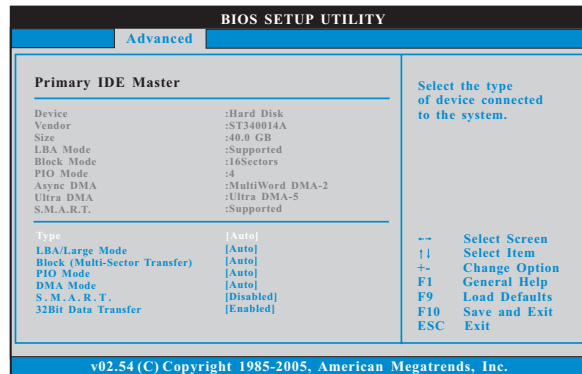 BIOS SETUP UTILITY
Advanced
Primary IDE Master
Device :Hard Disk
Vendor :ST340014A
Size :40.0 GB
LBA Mode :Supported
Block Mode :16Sectors
PIO Mode :4
Async DMA :MultiWord DMA-2
Ultra DMA :Ultra DMA-5
S.M.A.R.T. :Supported
Type [Auto]
LBA/Large Mode [Auto]
Block (Multi-Sector Transfer) [Auto]
PIO Mode [Auto]
DMA Mode [Auto]
S.M.A.R.T. [Disabled]
32Bit Data Transfer [Enabled]
Select the type
of device connected
to the system.
←→ Select Screen
↑↓ Select Item
+- Change Option
F1 General Help
F9 Load Defaults
F10 Save and Exit
ESC Exit
v02.54 (C) Copyright 1985-2005, American Megatrends, Inc.